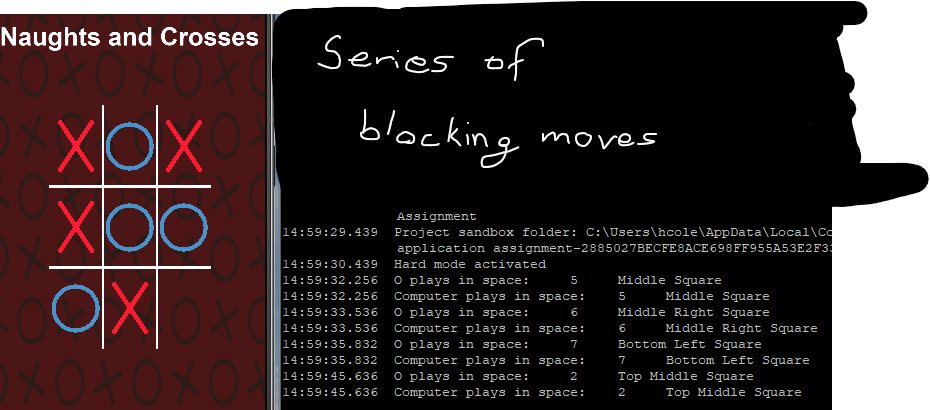 Naughts and Crosses
Series of
blocking moves
X O X
X O O
O X
Assignment
14:59:29.439 Project sandbox folder: C:\Users\hcole\AppData\Local\Co
application assignment-2885027BECFE8ACE698FF955A53E2F33
14:59:30.439 Hard mode activated
14:59:32.256 O plays in space: 5 Middle Square
14:59:32.256 Computer plays in space: 5 Middle Square
14:59:33.536 O plays in space: 6 Middle Right Square
14:59:33.536 Computer plays in space: 6 Middle Right Square
14:59:35.832 O plays in space: 7 Bottom Left Square
14:59:35.832 Computer plays in space: 7 Bottom Left Square
14:59:45.636 O plays in space: 2 Top Middle Square
14:59:45.636 Computer plays in space: 2 Top Middle Square